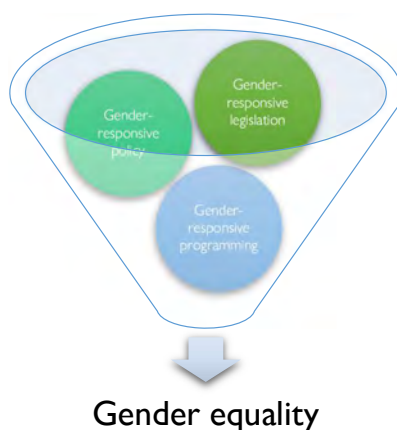 Gender-
responsive
legislation
Gender-
responsive
policy
Gender-
responsive
programming
Gender equality